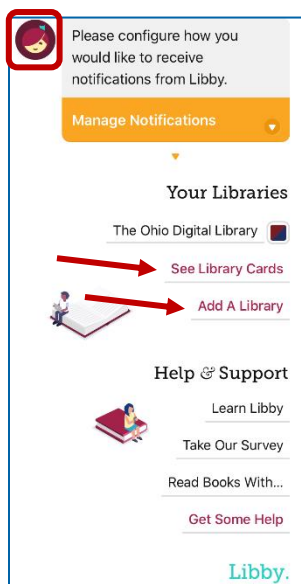 Please configure how you
would like to receive
notifications from Libby.
Manage Notifications
Your Libraries
The Ohio Digital Library
See Library Cards
Add A Library
Help & Support
Learn Libby
Take Our Survey
Read Books With...
Get Some Help
Libby.